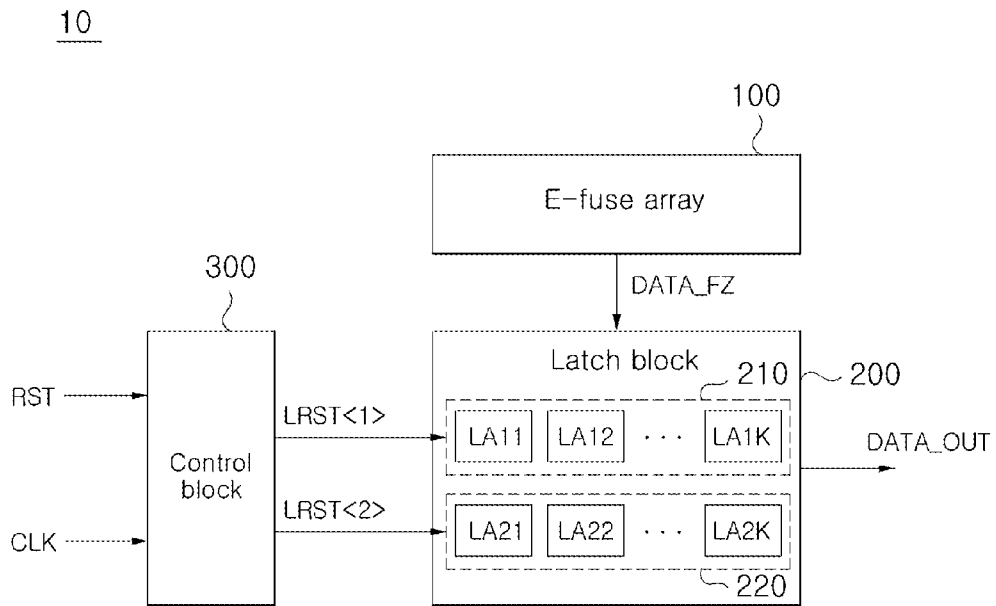 10
100
E-fuse array
300
DATA_FZ
Latch block
210
200
RST
LRST<1>
LA11 LA12 ··· LA1K
DATA_OUT
Control
block
LRST<2>
CLK
LA21 LA22 ··· LA2K
220